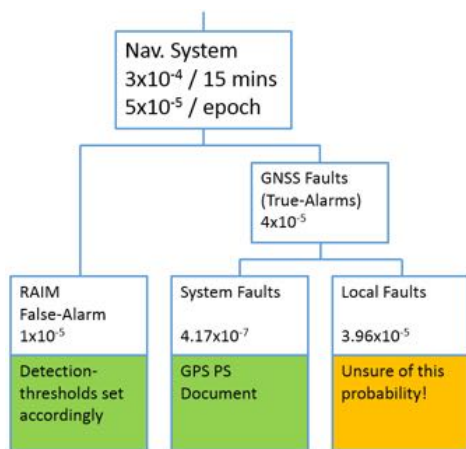 Nav. System
3x10⁻⁴ / 15 mins
5x10⁻⁵ / epoch
GNSS Faults
(True-Alarms)
4x10⁻⁵
RAIM
False-Alarm
1x10⁻⁵
Detection-
thresholds set
accordingly
System Faults
4.17x10⁻⁷
GPS PS
Document
Local Faults
3.96x10⁻⁵
Unsure of this
probability!